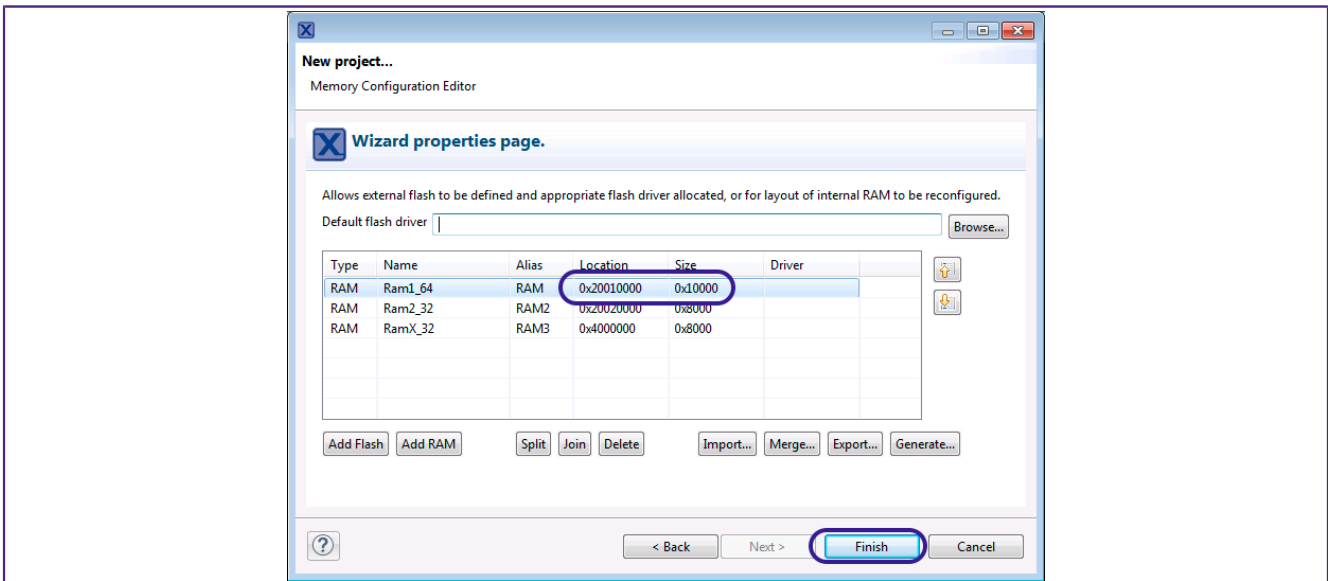 New project...
Memory Configuration Editor
Wizard properties page.
Allows external flash to be defined and appropriate flash driver allocated, or for layout of internal RAM to be reconfigured.
Default flash driver Browse...
Type Name Alias Location Size Driver
RAM Ram1_64 RAM 0x20010000 0x10000
RAM Ram2_32 RAM2 0x20020000 0x8000
RAM RamX_32 RAM3 0x4000000 0x8000
Add Flash Add RAM Split Join Delete Import... Merge... Export... Generate...
? < Back Next > Finish Cancel